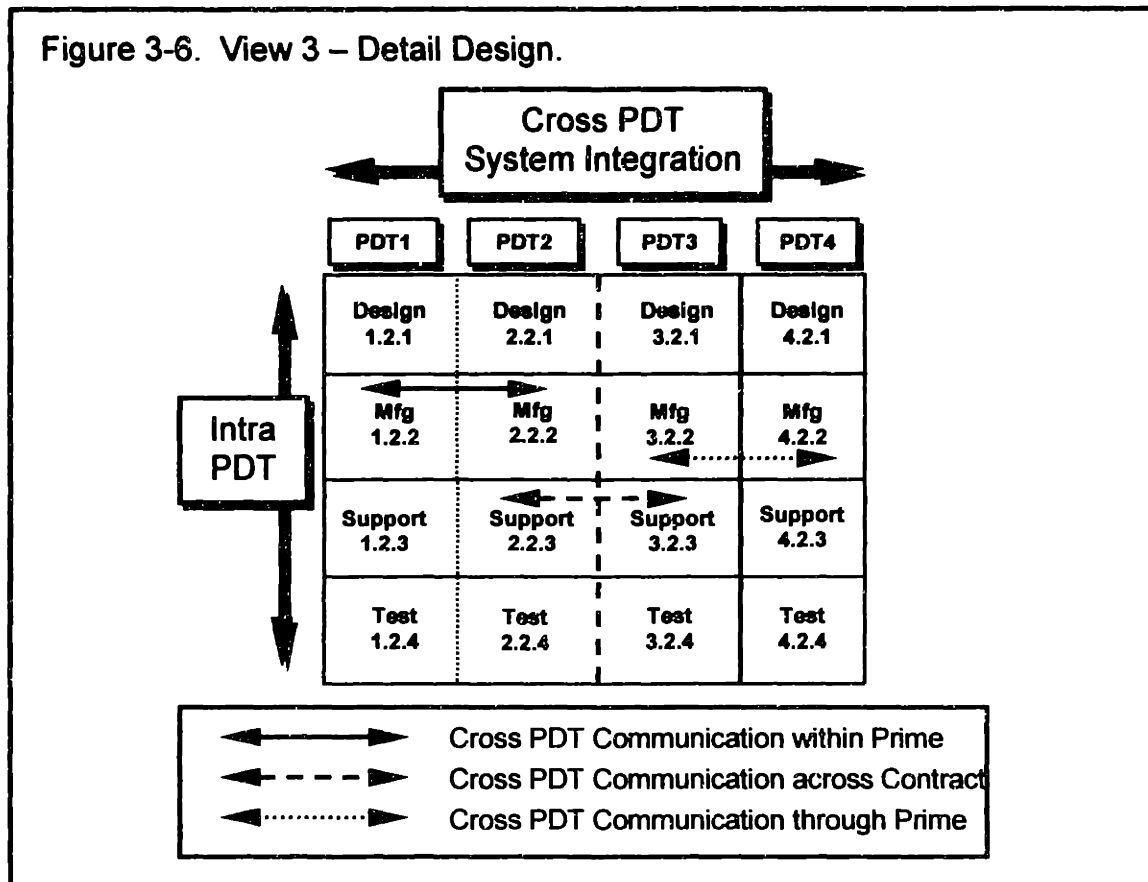 Figure 3-6. View 3 – Detail Design.
Cross PDT
System Integration
PDT1 PDT2 PDT3 PDT4
Design Design Design Design
1.2.1 2.2.1 3.2.1 4.2.1
Intra
PDT
Mfg Mfg Mfg Mfg
1.2.2 2.2.2 3.2.2 4.2.2
Support Support Support Support
1.2.3 2.2.3 3.2.3 4.2.3
Test Test Test Test
1.2.4 2.2.4 3.2.4 4.2.4
Cross PDT Communication within Prime
Cross PDT Communication across Contract
Cross PDT Communication through Prime